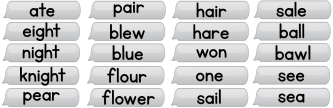 ate pair hair sale
eight blew hare ball
night blue won bawl
knight flour one see
pear flower sail sea